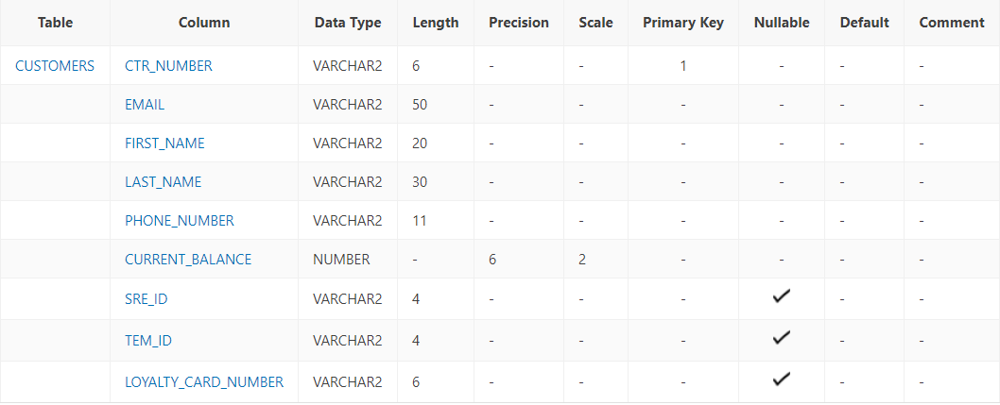 Table Column Data Type Length Precision Scale Primary Key Nullable Default Comment
CUSTOMERS CTR_NUMBER VARCHAR2 6 - - 1 - - -
EMAIL VARCHAR2 50 - - - - - -
FIRST_NAME VARCHAR2 20 - - - - - -
LAST_NAME VARCHAR2 30 - - - - - -
PHONE_NUMBER VARCHAR2 11 - - - - - -
CURRENT_BALANCE NUMBER - 6 2 - - - -
SRE_ID VARCHAR2 4 - - - ✓ - -
TEM_ID VARCHAR2 4 - - - ✓ - -
LOYALTY_CARD_NUMBER VARCHAR2 6 - - - ✓ - -